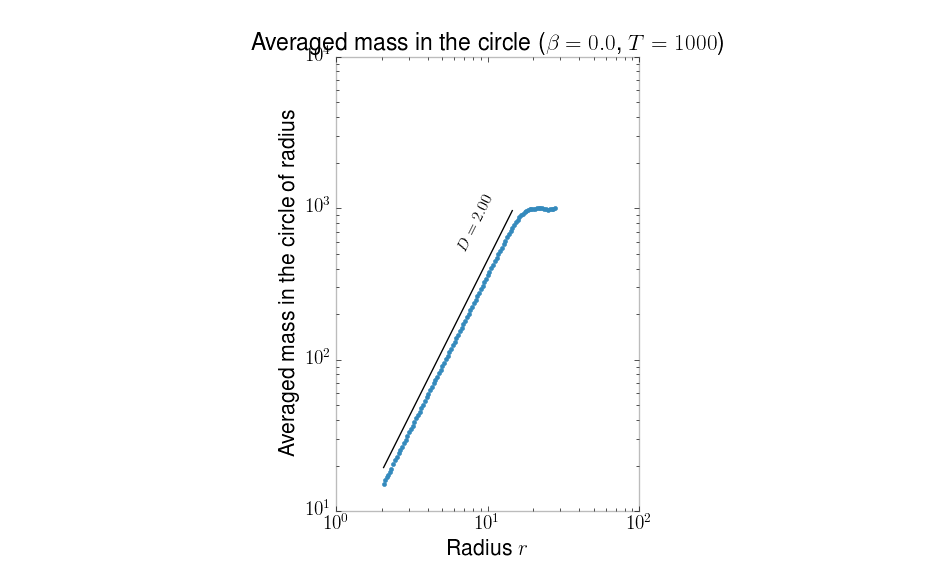 Averaged mass in the circle (β = 0.0, T = 1000)
10⁴
Averaged mass in the circle of radius
10³
D = 2.00
10²
10¹
10⁰ 10¹ 10²
Radius r